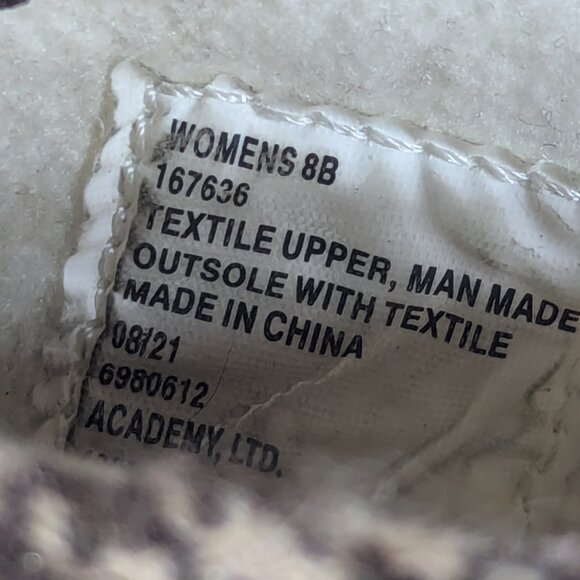 WOMENS 8B
167636
TEXTILE UPPER, MAN MADE
OUTSOLE WITH TEXTILE
MADE IN CHINA
08/21
6980612
ACADEMY, LTD.